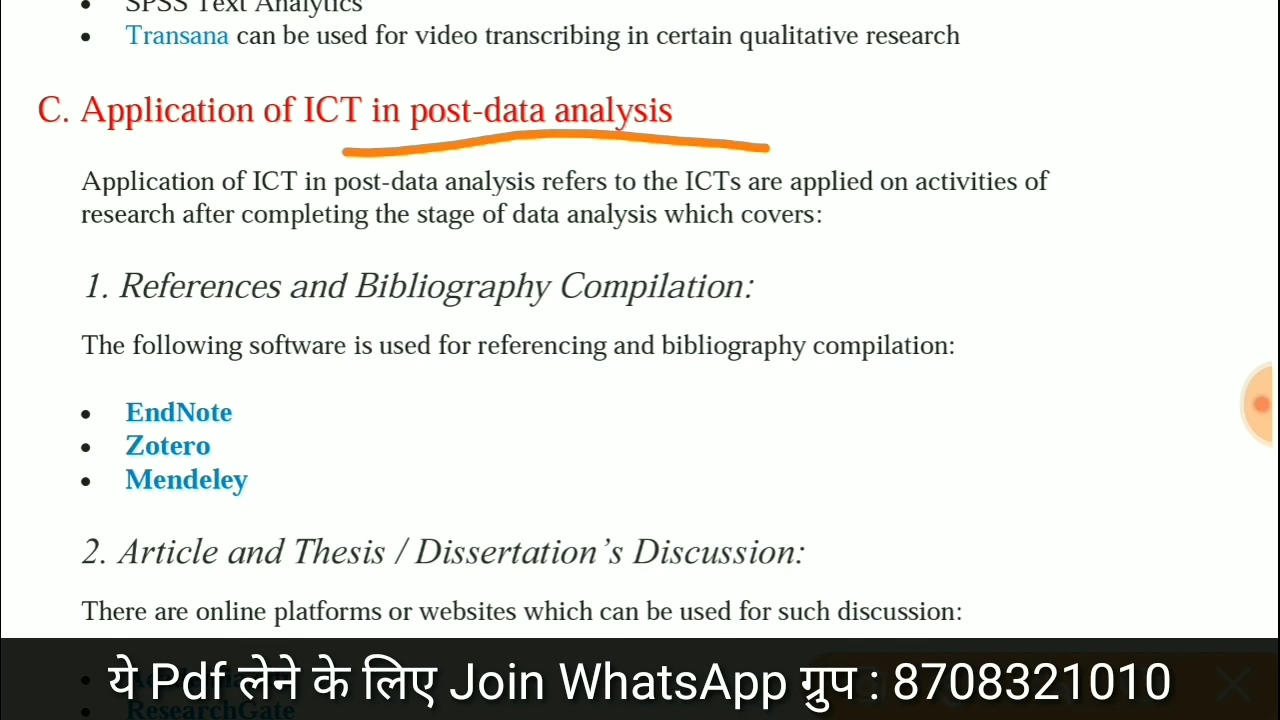 • SPSS Text Analytics
• Transana can be used for video transcribing in certain qualitative research
C. Application of ICT in post-data analysis
Application of ICT in post-data analysis refers to the ICTs are applied on activities of
research after completing the stage of data analysis which covers:
1. References and Bibliography Compilation:
The following software is used for referencing and bibliography compilation:
• EndNote
• Zotero
• Mendeley
2. Article and Thesis / Dissertation’s Discussion:
There are online platforms or websites which can be used for such discussion:
ये Pdf लेने के लिए Join WhatsApp ग्रुप : 8708321010
• ResearchGate